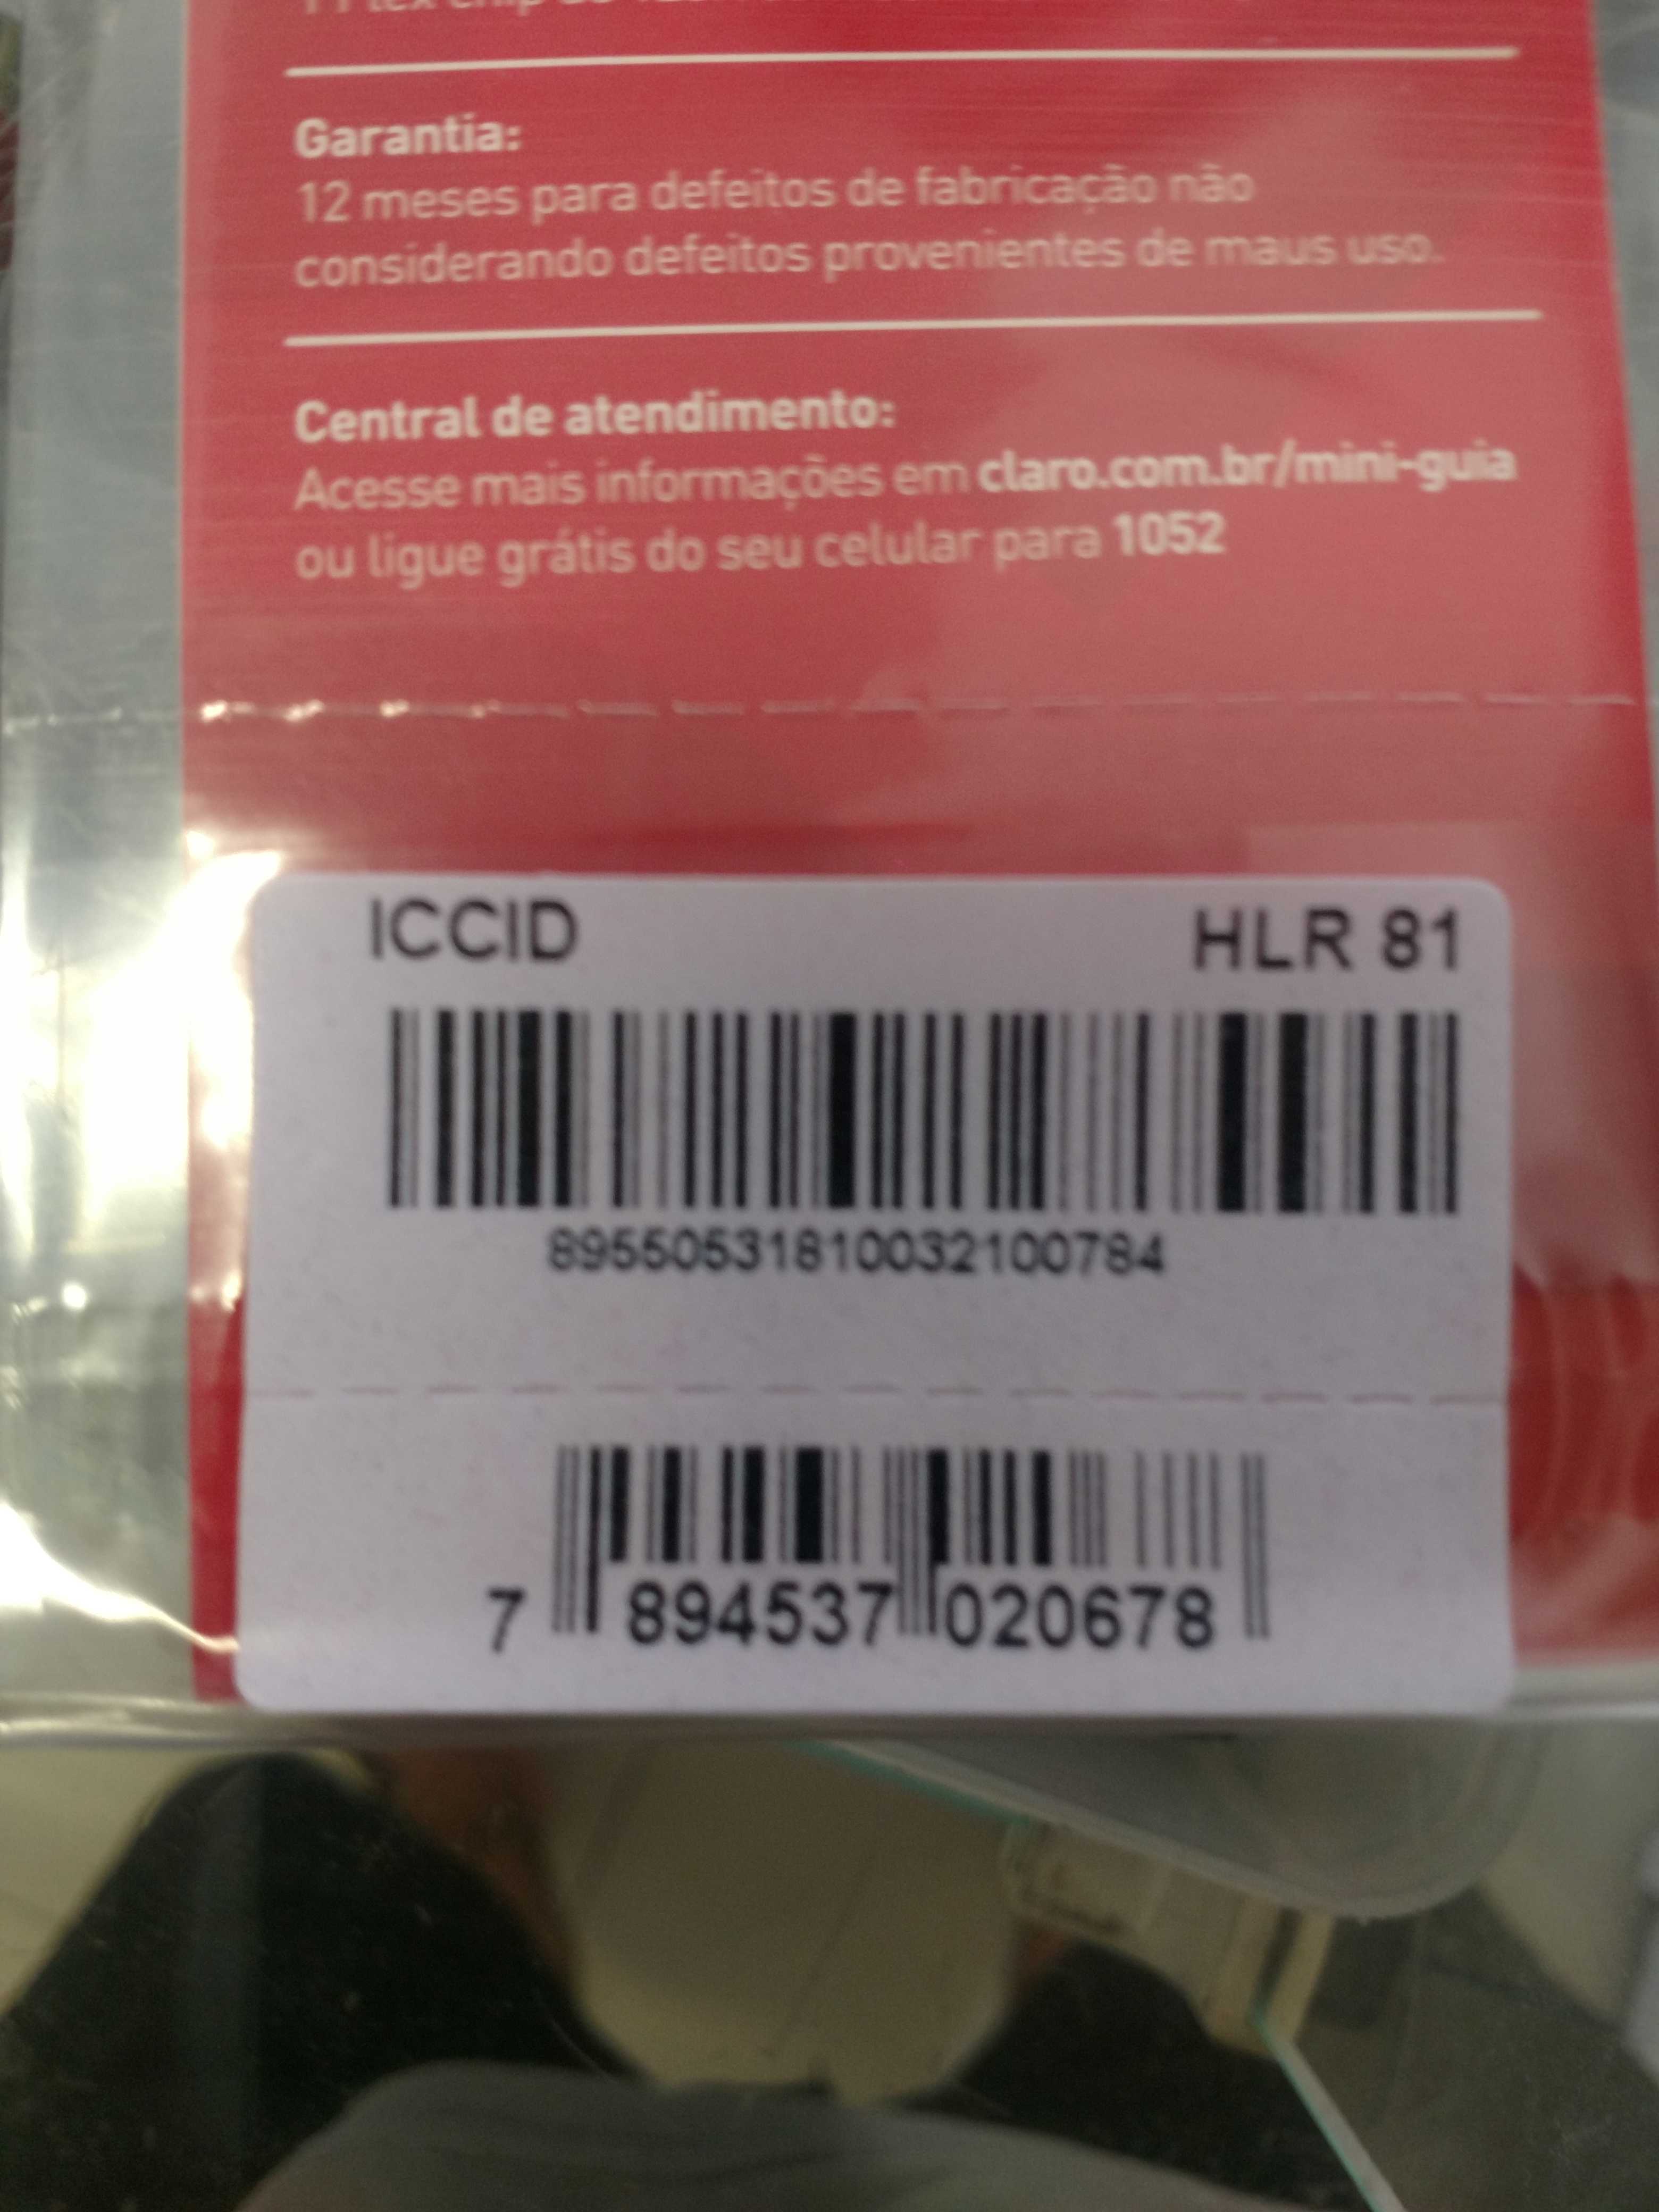 Garantia:
12 meses para defeitos de fabricação não
considerando defeitos provenientes de maus uso.
Central de atendimento:
Acesse mais informações em claro.com.br/mini-guia
ou ligue grátis do seu celular para 1052
ICCID HLR 81
89550531810032100784
7 894537 020678